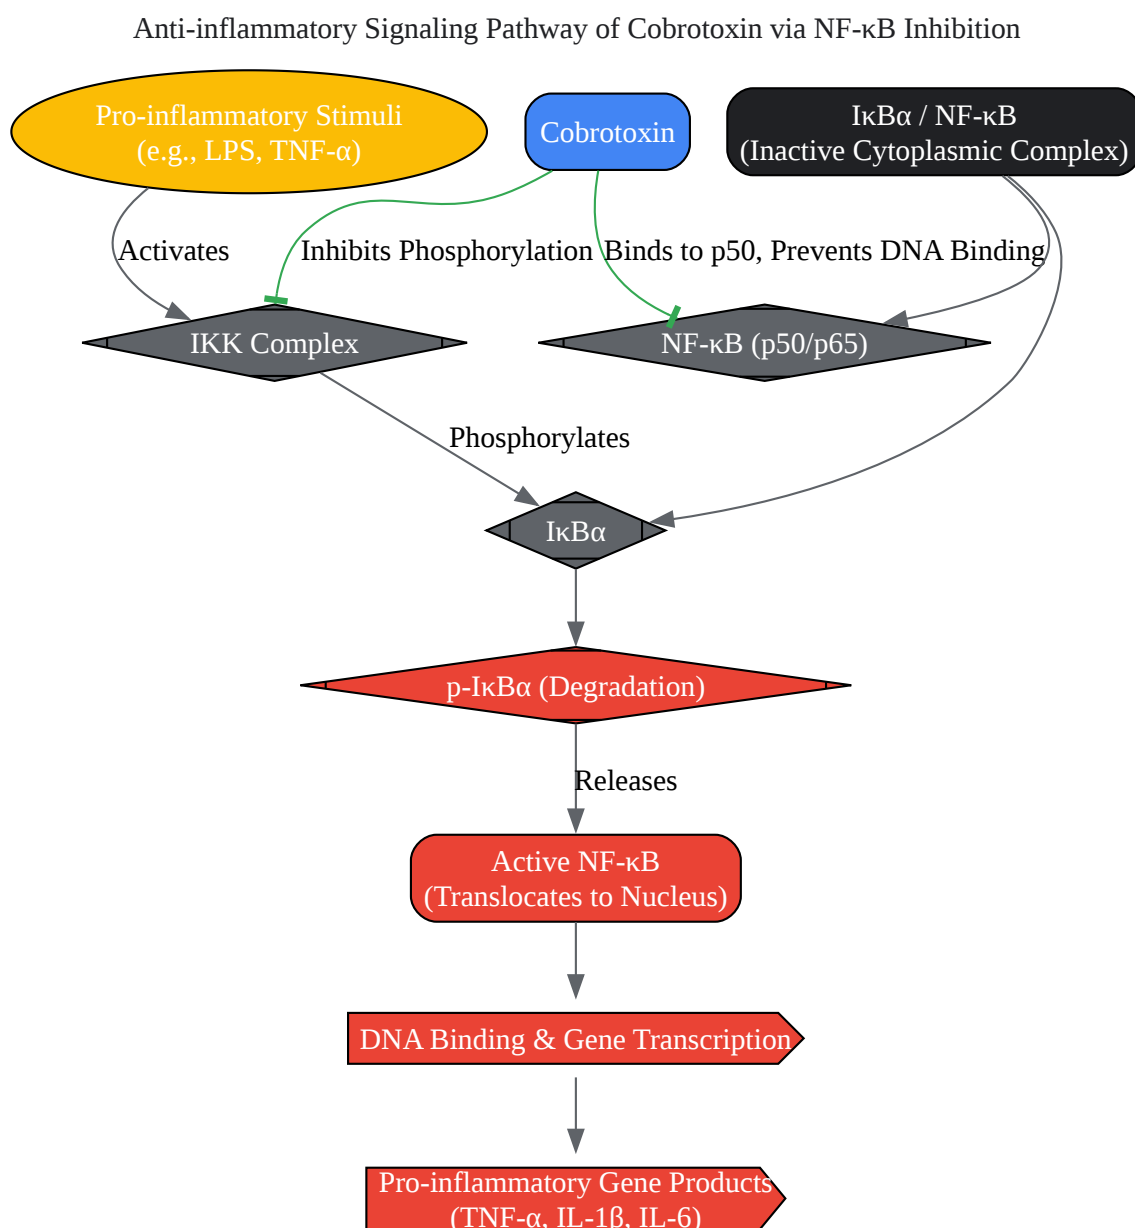 Anti-inflammatory Signaling Pathway of Cobrotoxin via NF-κB Inhibition
Pro-inflammatory Stimuli
(e.g., LPS, TNF-α)
Cobrotoxin
IκBα / NF-κB
(Inactive Cytoplasmic Complex)
Activates
Inhibits Phosphorylation
Binds to p50, Prevents DNA Binding
IKK Complex
NF-κB (p50/p65)
Phosphorylates
IκBα
p-IκBα (Degradation)
Releases
Active NF-κB
(Translocates to Nucleus)
DNA Binding & Gene Transcription
Pro-inflammatory Gene Products
(TNF-α, IL-1β, IL-6)